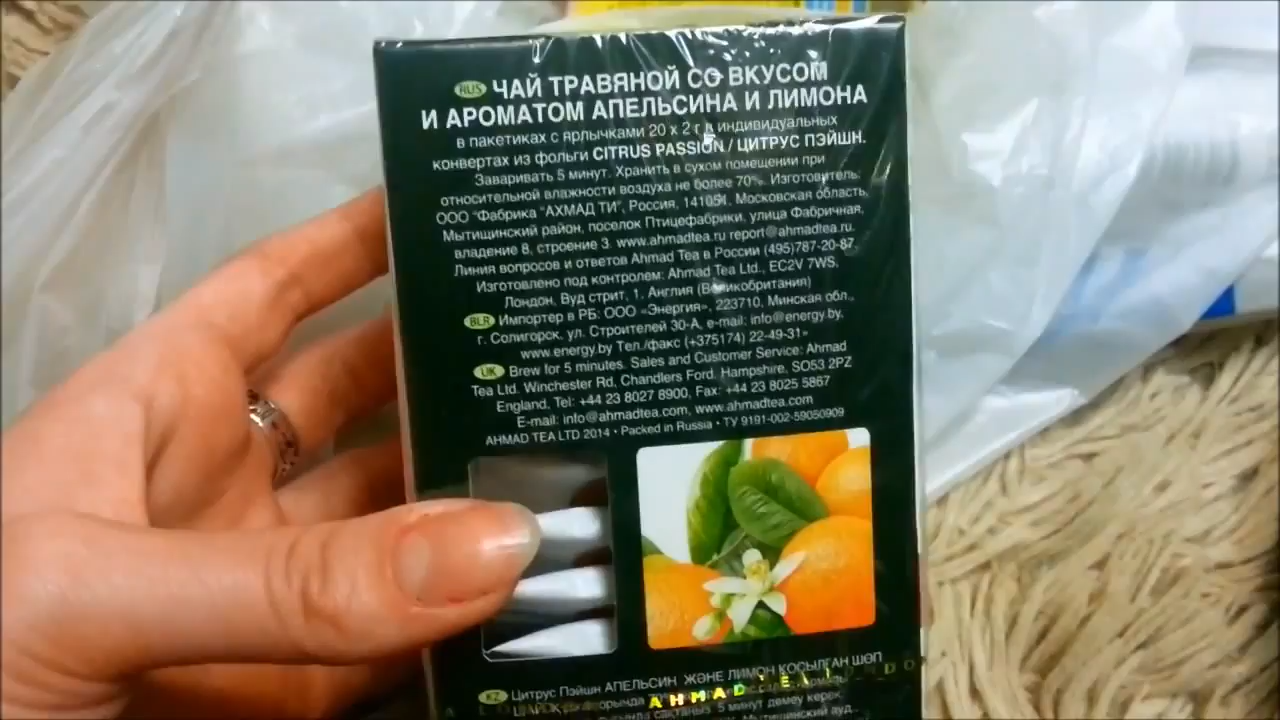 RUS ЧАЙ ТРАВЯНОЙ СО ВКУСОМ
И АРОМАТОМ АПЕЛЬСИНА И ЛИМОНА
в пакетиках с ярлычками 20 х 2 г в индивидуальных
конвертах из фольги CITRUS PASSION / ЦИТРУС ПЭЙШН.
Заваривать 5 минут. Хранить в сухом помещении при
относительной влажности воздуха не более 70%. Изготовитель:
ООО "Фабрика "АХМАД ТИ", Россия, 141051, Московская область,
Мытищинский район, поселок Птицефабрики, улица Фабричная,
владение 8, строение 3. www.ahmadtea.ru report@ahmadtea.ru.
Линия вопросов и ответов Ahmad Tea в России (495)787-20-87.
Изготовлено под контролем: Ahmad Tea Ltd., EC2V 7WS,
Лондон, Вуд стрит, 1, Англия (Великобритания)
BLR Импортер в РБ: ООО «Энергия», 223710, Минская обл.,
г. Солигорск, ул. Строителей 30-А, e-mail: info@energy.by,
www.energy.by Тел./факс (+375174) 22-49-31»
UK Brew for 5 minutes. Sales and Customer Service: Ahmad
Tea Ltd. Winchester Rd, Chandlers Ford. Hampshire, SO53 2PZ
England, Tel: +44 23 8027 8900, Fax: +44 23 8025 5867
E-mail: info@ahmadtea.com, www.ahmadtea.com
AHMAD TEA LTD 2014 • Packed in Russia • ТУ 9191-002-59050909
KZ Цитрус Пэйшн АПЕЛЬСИН ЖӘНЕ ЛИМОН ҚОСЫЛҒАН ШӨП
AHMAD TEA
5 минут демеу керек
Мытищинский ауд.,